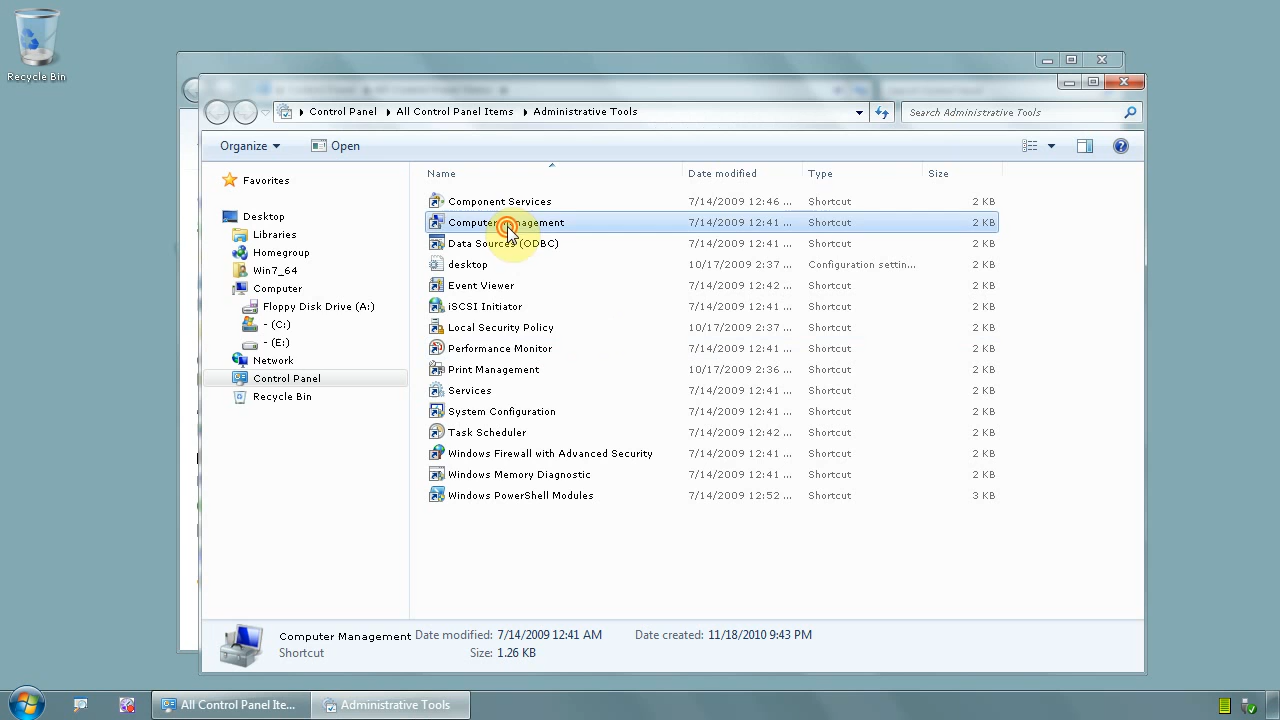 Recycle Bin
Control Panel All Control Panel Items Administrative Tools
Search Administrative Tools
Organize Open
Name Date modified Type Size
Favorites
Desktop
Libraries
Homegroup
Win7_64
Computer
Floppy Disk Drive (A:)
- (C:)
- (E:)
Network
Control Panel
Recycle Bin
Component Services 7/14/2009 12:46 ... Shortcut 2 KB
Computer Management 7/14/2009 12:41 ... Shortcut 2 KB
Data Sources (ODBC) 7/14/2009 12:41 ... Shortcut 2 KB
desktop 10/17/2009 2:37 ... Configuration settin... 2 KB
Event Viewer 7/14/2009 12:42 ... Shortcut 2 KB
iSCSI Initiator 7/14/2009 12:41 ... Shortcut 2 KB
Local Security Policy 10/17/2009 2:37 ... Shortcut 2 KB
Performance Monitor 7/14/2009 12:41 ... Shortcut 2 KB
Print Management 10/17/2009 2:36 ... Shortcut 2 KB
Services 7/14/2009 12:41 ... Shortcut 2 KB
System Configuration 7/14/2009 12:41 ... Shortcut 2 KB
Task Scheduler 7/14/2009 12:42 ... Shortcut 2 KB
Windows Firewall with Advanced Security 7/14/2009 12:41 ... Shortcut 2 KB
Windows Memory Diagnostic 7/14/2009 12:41 ... Shortcut 2 KB
Windows PowerShell Modules 7/14/2009 12:52 ... Shortcut 3 KB
Computer Management Date modified: 7/14/2009 12:41 AM Date created: 11/18/2010 9:43 PM
Shortcut Size: 1.26 KB
All Control Panel Ite... Administrative Tools